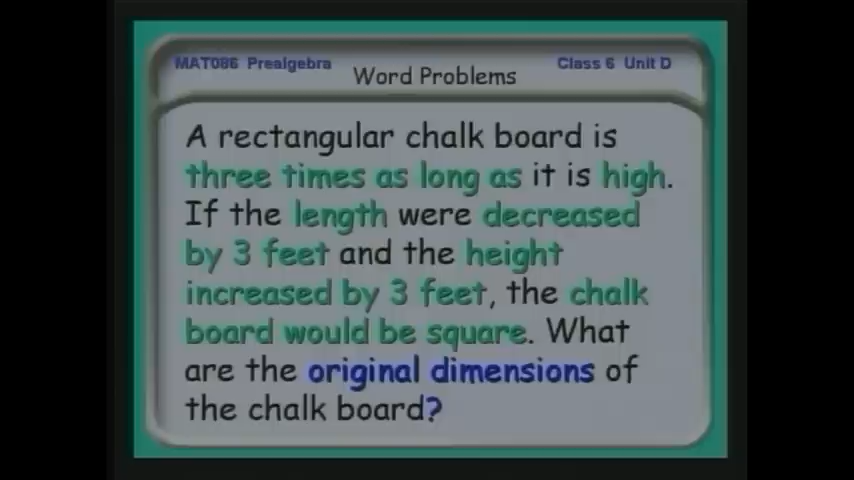 MAT086 Prealgebra
Word Problems
Class 6 Unit D
A rectangular chalk board is
three times as long as it is high.
If the length were decreased
by 3 feet and the height
increased by 3 feet, the chalk
board would be square. What
are the original dimensions of
the chalk board?